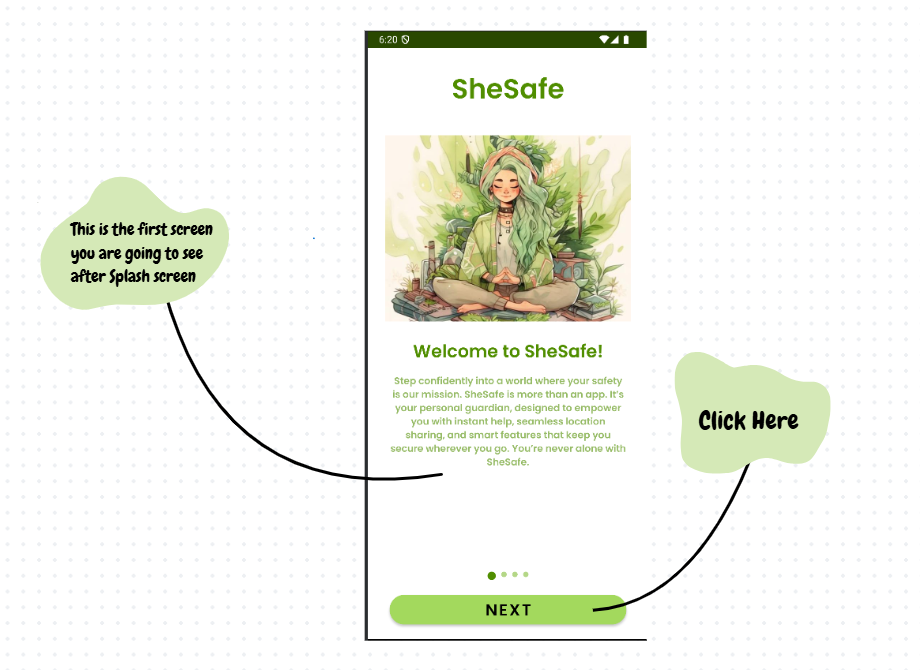 6:20
SheSafe
This is the first screen
you are going to see
after Splash screen
Welcome to SheSafe!
Step confidently into a world where your safety
is our mission. SheSafe is more than an app. It's
your personal guardian, designed to empower
you with instant help, seamless location
sharing, and smart features that keep you
secure wherever you go. You're never alone with
SheSafe.
Click Here
NEXT